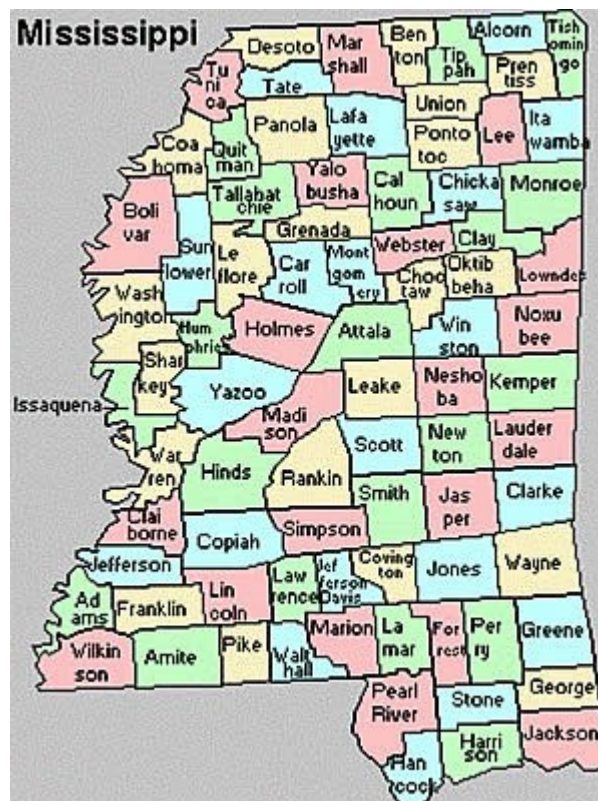 Mississippi
Desoto
Mar
shall
Ben
ton
Tip
pah
Alcorn
Tish
omin
go
Tu
ni
ca
Tate
Pren
tiss
Union
Panola
Lafa
yette
Ponto
toc
Lee
Ita
wamba
Coa
homa
Quit
man
Yalo
busha
Cal
houn
Chicka
saw
Monroe
Tallahat
chie
Boli
var
Grenada
Sun
flower
Le
flore
Car
roll
Mont
gom
ery
Webster
Clay
Choc
taw
Oktib
beha
Lowndes
Wash
ington
Hum
phries
Holmes
Attala
Win
ston
Noxu
bee
Shar
key
Issaquena
Yazoo
Madi
son
Leake
Nesho
ba
Kemper
War
ren
Hinds
Rankin
Scott
New
ton
Lauder
dale
Smith
Jas
per
Clarke
Clai
borne
Copiah
Simpson
Jefferson
Lin
coln
Law
rence
Jef
ferson
Davis
Coving
ton
Jones
Wayne
Ad
ams
Franklin
Wilkin
son
Amite
Pike
Walt
hall
Marion
La
mar
For
rest
Per
ry
Greene
Pearl
River
Stone
George
Han
cock
Harri
son
Jackson